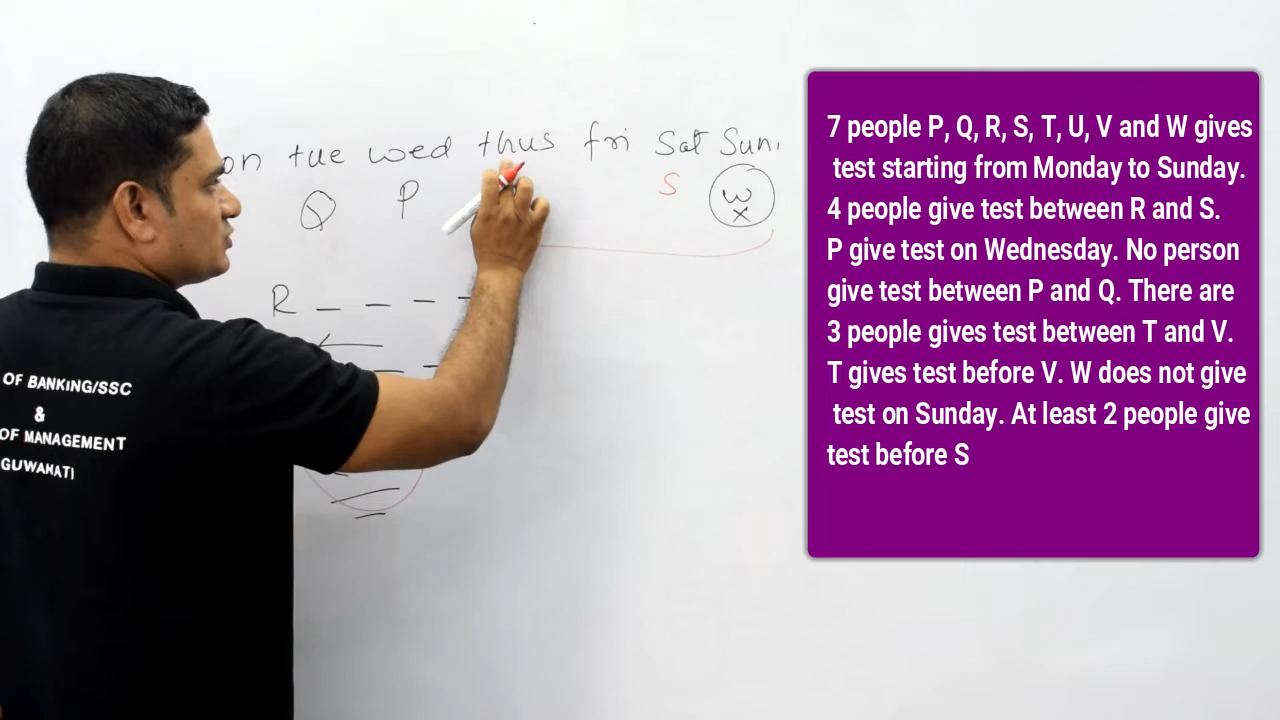 on tue wed thus fri Sat Sun.
Q P S W
x
R
OF BANKING/SSC
&
OF MANAGEMENT
GUWAHATI
7 people P, Q, R, S, T, U, V and W gives
test starting from Monday to Sunday.
4 people give test between R and S.
P give test on Wednesday. No person
give test between P and Q. There are
3 people gives test between T and V.
T gives test before V. W does not give
test on Sunday. At least 2 people give
test before S